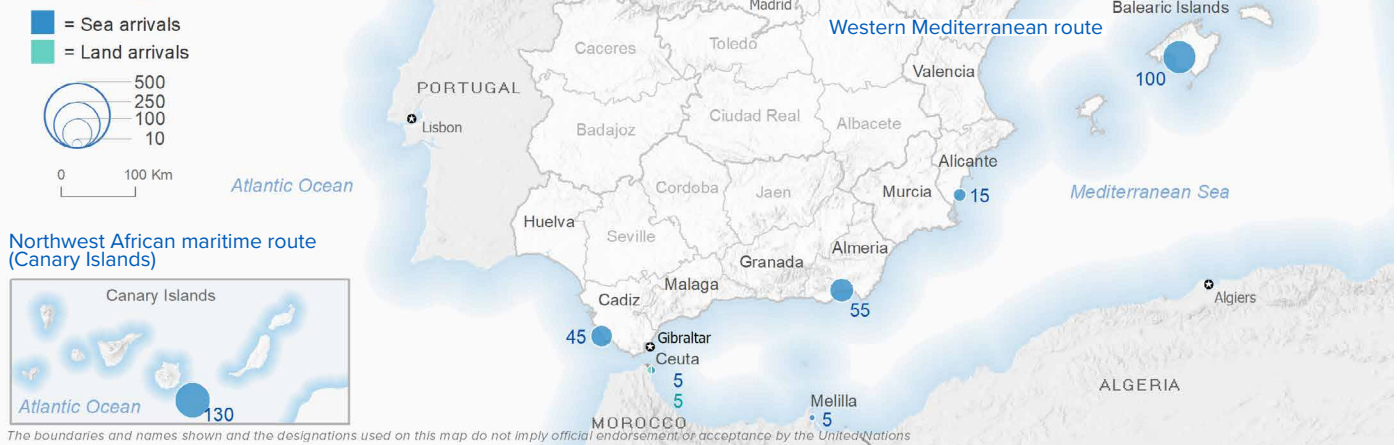 Madrid
Balearic Islands
= Sea arrivals
Western Mediterranean route
= Land arrivals
Caceres
Toledo
Valencia
100
500
250
100
10
PORTUGAL
Lisbon
Badajoz
Ciudad Real
Albacete
Alicante
0 100 Km
Atlantic Ocean
Cordoba
Jaen
Murcia
15
Mediterranean Sea
Huelva
Seville
Almeria
Northwest African maritime route
(Canary Islands)
Granada
Malaga
Canary Islands
Cadiz
Algiers
55
45
Gibraltar
Ceuta
5
5
ALGERIA
Atlantic Ocean
130
Melilla
5
MOROCCO
The boundaries and names shown and the designations used on this map do not imply official endorsement or acceptance by the United Nations